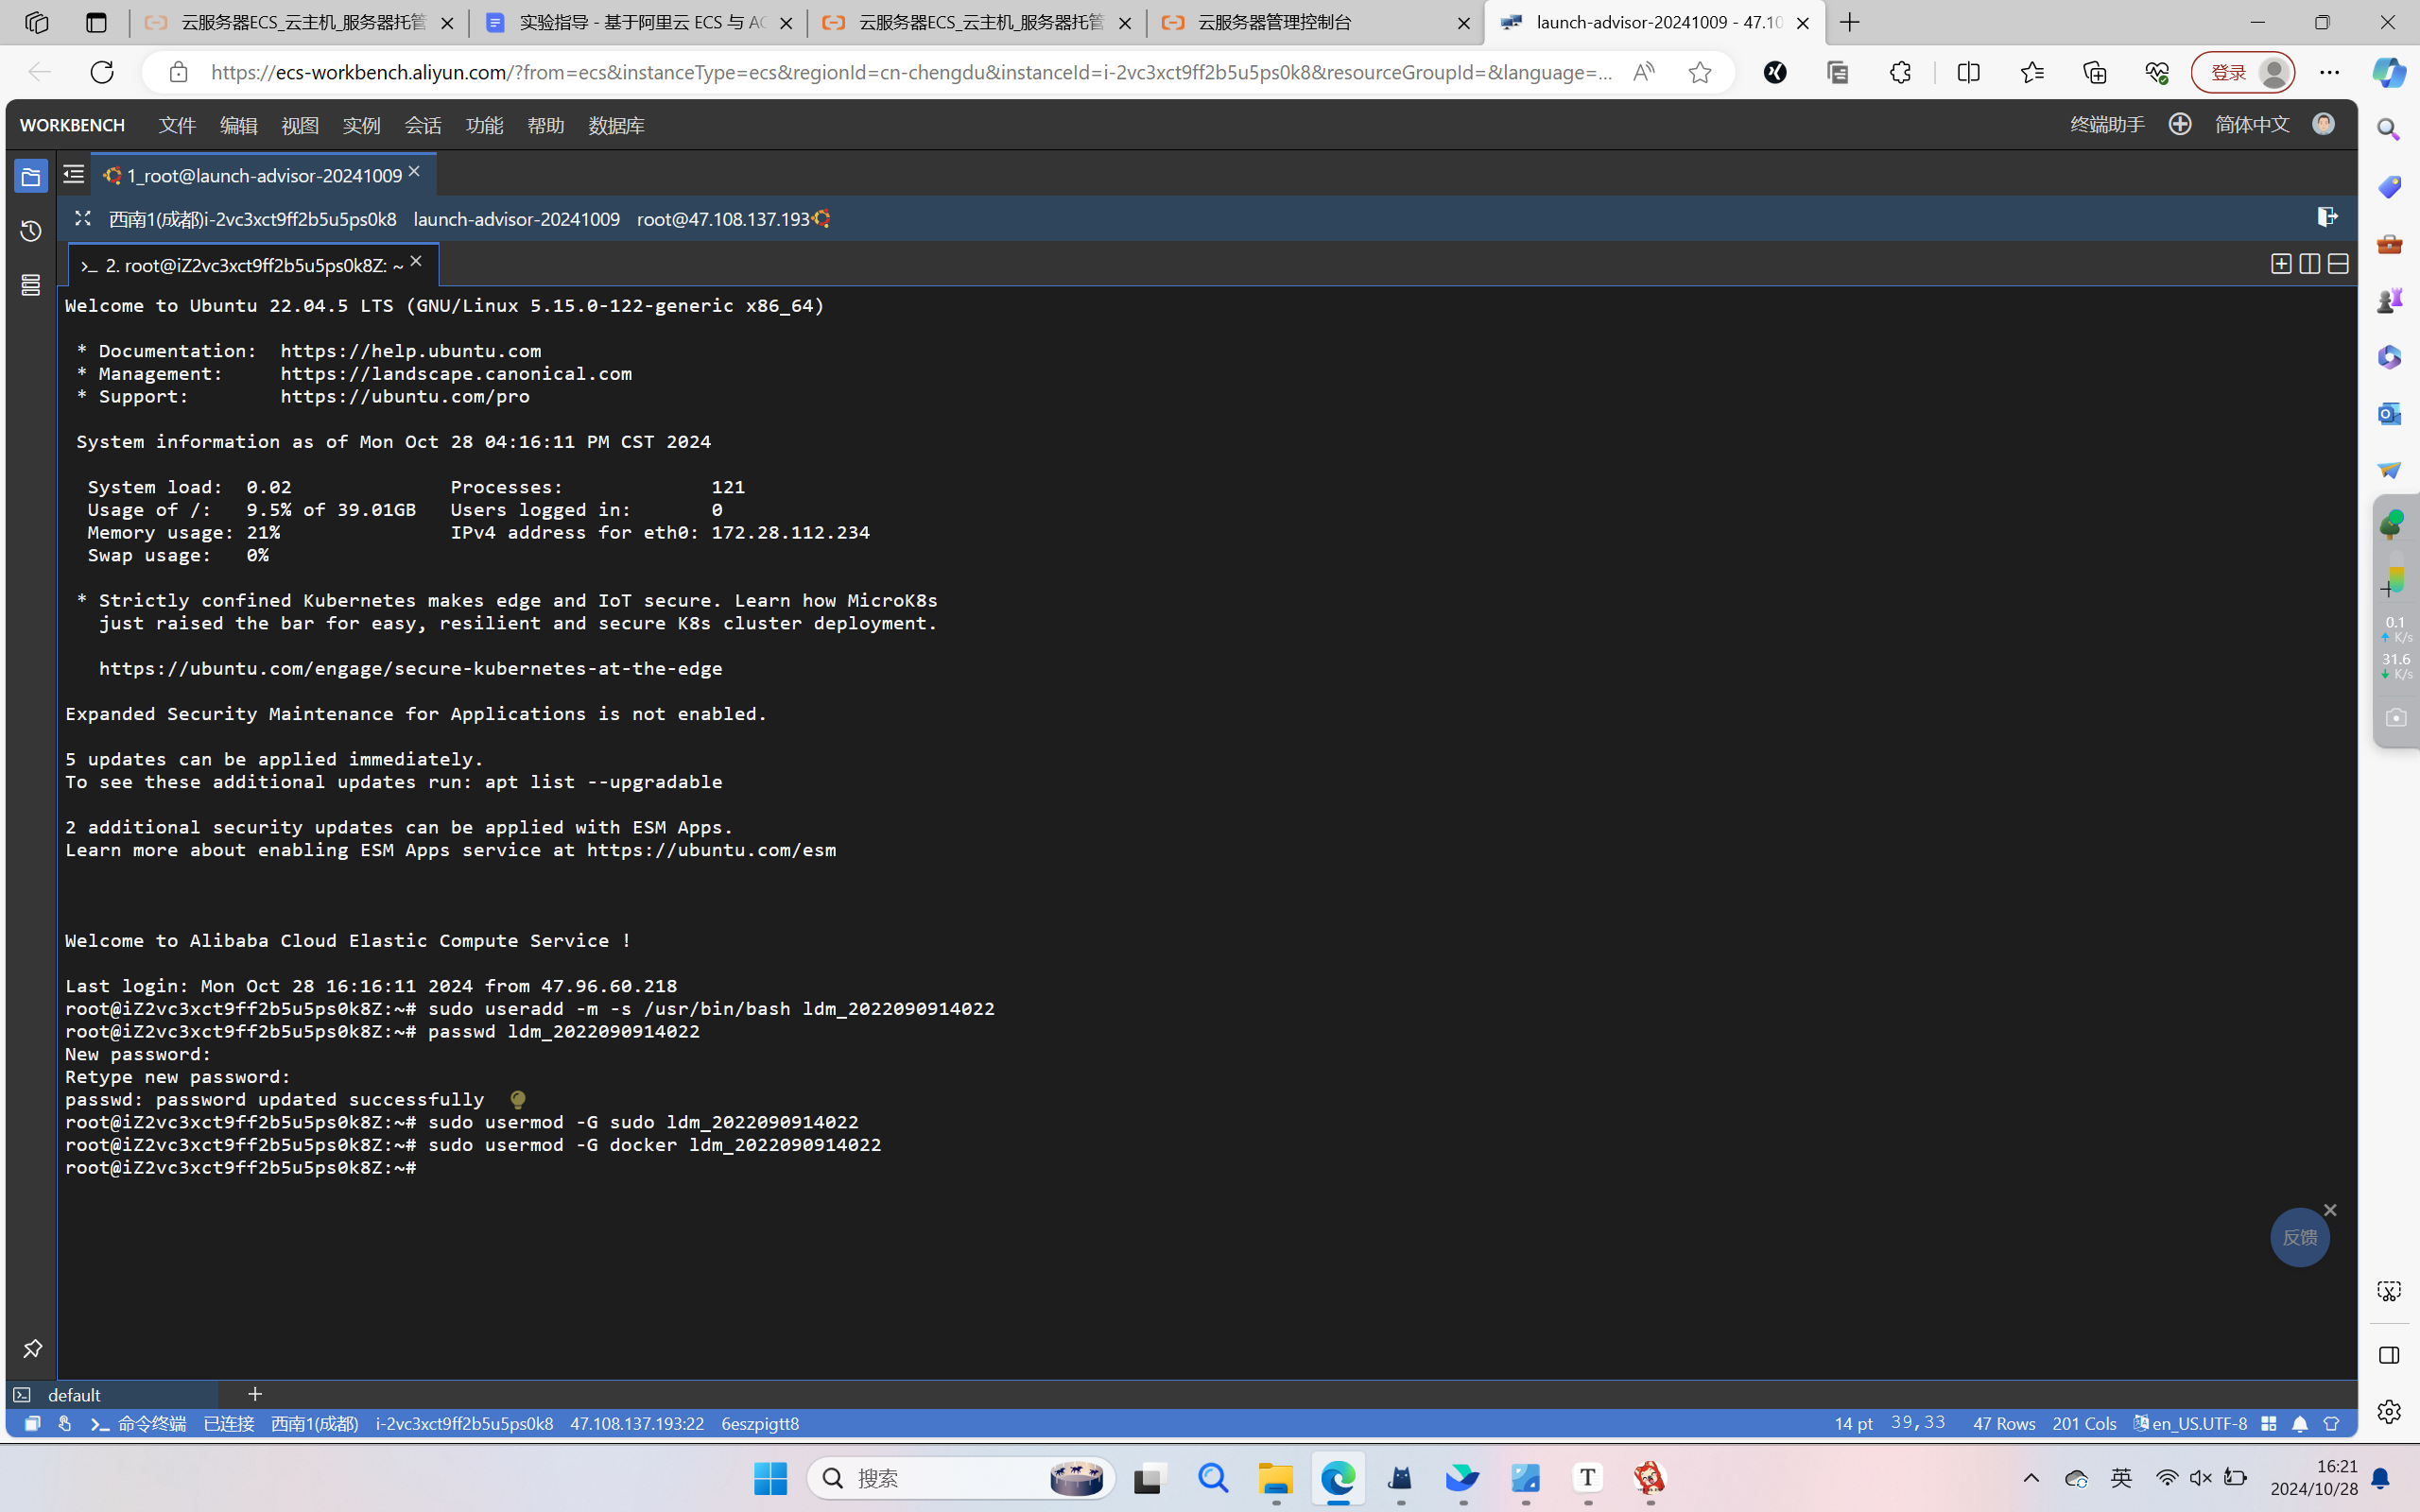 云服务器ECS_云主机_服务器托管
实验指导 - 基于阿里云 ECS 与 AC
云服务器ECS_云主机_服务器托管
云服务器管理控制台
launch-advisor-20241009 - 47.10
https://ecs-workbench.aliyun.com/?from=ecs&instanceType=ecs&regionId=cn-chengdu&instanceId=i-2vc3xct9ff2b5u5ps0k8&resourceGroupId=&language=...
登录
WORKBENCH 文件 编辑 视图 实例 会话 功能 帮助 数据库
终端助手 简体中文
1_root@launch-advisor-20241009
西南1(成都)i-2vc3xct9ff2b5u5ps0k8 launch-advisor-20241009 root@47.108.137.193
2. root@iZ2vc3xct9ff2b5u5ps0k8Z: ~
Welcome to Ubuntu 22.04.5 LTS (GNU/Linux 5.15.0-122-generic x86_64)
* Documentation: https://help.ubuntu.com
* Management: https://landscape.canonical.com
* Support: https://ubuntu.com/pro
System information as of Mon Oct 28 04:16:11 PM CST 2024
System load: 0.02 Processes: 121
Usage of /: 9.5% of 39.01GB Users logged in: 0
Memory usage: 21% IPv4 address for eth0: 172.28.112.234
Swap usage: 0%
* Strictly confined Kubernetes makes edge and IoT secure. Learn how MicroK8s
just raised the bar for easy, resilient and secure K8s cluster deployment.
https://ubuntu.com/engage/secure-kubernetes-at-the-edge
Expanded Security Maintenance for Applications is not enabled.
5 updates can be applied immediately.
To see these additional updates run: apt list --upgradable
2 additional security updates can be applied with ESM Apps.
Learn more about enabling ESM Apps service at https://ubuntu.com/esm
Welcome to Alibaba Cloud Elastic Compute Service !
Last login: Mon Oct 28 16:16:11 2024 from 47.96.60.218
root@iZ2vc3xct9ff2b5u5ps0k8Z:~# sudo useradd -m -s /usr/bin/bash ldm_2022090914022
root@iZ2vc3xct9ff2b5u5ps0k8Z:~# passwd ldm_2022090914022
New password:
Retype new password:
passwd: password updated successfully
root@iZ2vc3xct9ff2b5u5ps0k8Z:~# sudo usermod -G sudo ldm_2022090914022
root@iZ2vc3xct9ff2b5u5ps0k8Z:~# sudo usermod -G docker ldm_2022090914022
root@iZ2vc3xct9ff2b5u5ps0k8Z:~#
0.1
K/s
31.6
K/s
反馈
default
命令终端 已连接 西南1(成都) i-2vc3xct9ff2b5u5ps0k8 47.108.137.193:22 6eszpigtt8
14 pt 39,33 47 Rows 201 Cols en_US.UTF-8
搜索
英
16:21
2024/10/28